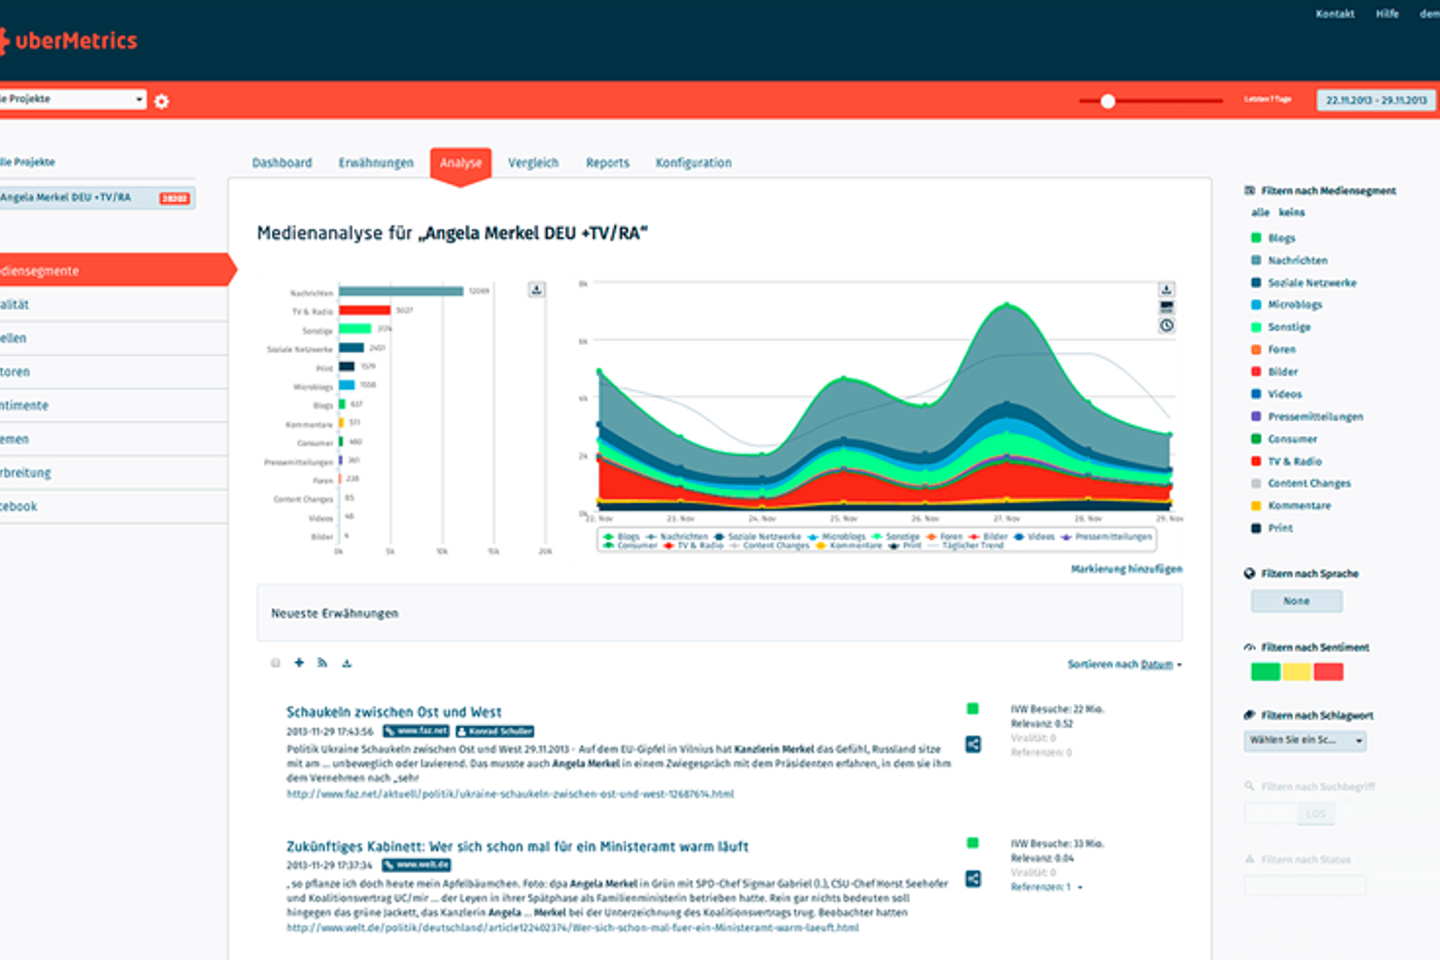 Kontakt Hilfe dem
uberMetrics
le Projekte
Letzten 7 Tage
22.11.2013 - 29.11.2013
lle Projekte
Angela Merkel DEU +TV/RA
Dashboard Erwähnungen Analyse Vergleich Reports Konfiguration
ediensegmente
alität
ellen
toren
ntimente
emen
rbreitung
cebook
Medienanalyse für „Angela Merkel DEU +TV/RA“
Nachrichten 12069
TV & Radio 5027
Sonstige
Soziale Netzwerke 2451
Print 1579
Microblogs 1558
Blogs 637
Kommentare 511
Consumer 460
Pressemitteilungen 361
Foren 238
Content Changes 85
Videos 48
Bilder 4
0k 5k 10k 15k 20k
8k
6k
4k
2k
0k
22. Nov 23. Nov 24. Nov 25. Nov 26. Nov 27. Nov 28. Nov 29. Nov
Blogs Nachrichten Soziale Netzwerke Microblogs Sonstige Foren Bilder Videos Pressemitteilungen
Consumer TV & Radio Content Changes Kommentare Print Täglicher Trend
Markierung hinzufügen
Neueste Erwähnungen
Sortieren nach Datum
Schaukeln zwischen Ost und West
2013-11-29 17:43:56 www.faz.net Konrad Schuller
Politik Ukraine Schaukeln zwischen Ost und West 29.11.2013 - Auf dem EU-Gipfel in Vilnius hat Kanzlerin Merkel das Gefühl, Russland sitze
mit am ... unbeweglich oder lavierend. Das musste auch Angela Merkel in einem Zwiegespräch mit dem Präsidenten erfahren, in dem sie ihm
dem Vernehmen nach „sehr
http://www.faz.net/aktuell/politik/ukraine-schaukeln-zwischen-ost-und-west-12687614.html
IVW Besuche: 22 Mio.
Relevanz: 0.52
Viralität: 0
Referenzen: 0
Zukünftiges Kabinett: Wer sich schon mal für ein Ministeramt warm läuft
2013-11-29 17:37:34 www.welt.de
, so pflanze ich doch heute mein Apfelbäumchen. Foto: dpa Angela Merkel in Grün mit SPD-Chef Sigmar Gabriel (l.), CSU-Chef Horst Seehofer
und Koalitionsvertrag UC/mir ... der Leyen in ihrer Spätphase als Familienministerin betrieben hatte. Rein gar nichts bedeuten soll
hingegen das grüne Jackett, das Kanzlerin Angela ... Merkel bei der Unterzeichnung des Koalitionsvertrags trug. Beobachter hatten
http://www.welt.de/politik/deutschland/article122402374/Wer-sich-schon-mal-fuer-ein-Ministeramt-warm-laeuft.html
IVW Besuche: 33 Mio.
Relevanz: 0.04
Viralität: 0
Referenzen: 1
Filtern nach Mediensegment
alle keins
Blogs
Nachrichten
Soziale Netzwerke
Microblogs
Sonstige
Foren
Bilder
Videos
Pressemitteilungen
Consumer
TV & Radio
Content Changes
Kommentare
Print
Filtern nach Sprache
None
Filtern nach Sentiment
Filtern nach Schlagwort
Wählen Sie ein Sc...
Filtern nach Suchbegriff
LOS
Filtern nach Status